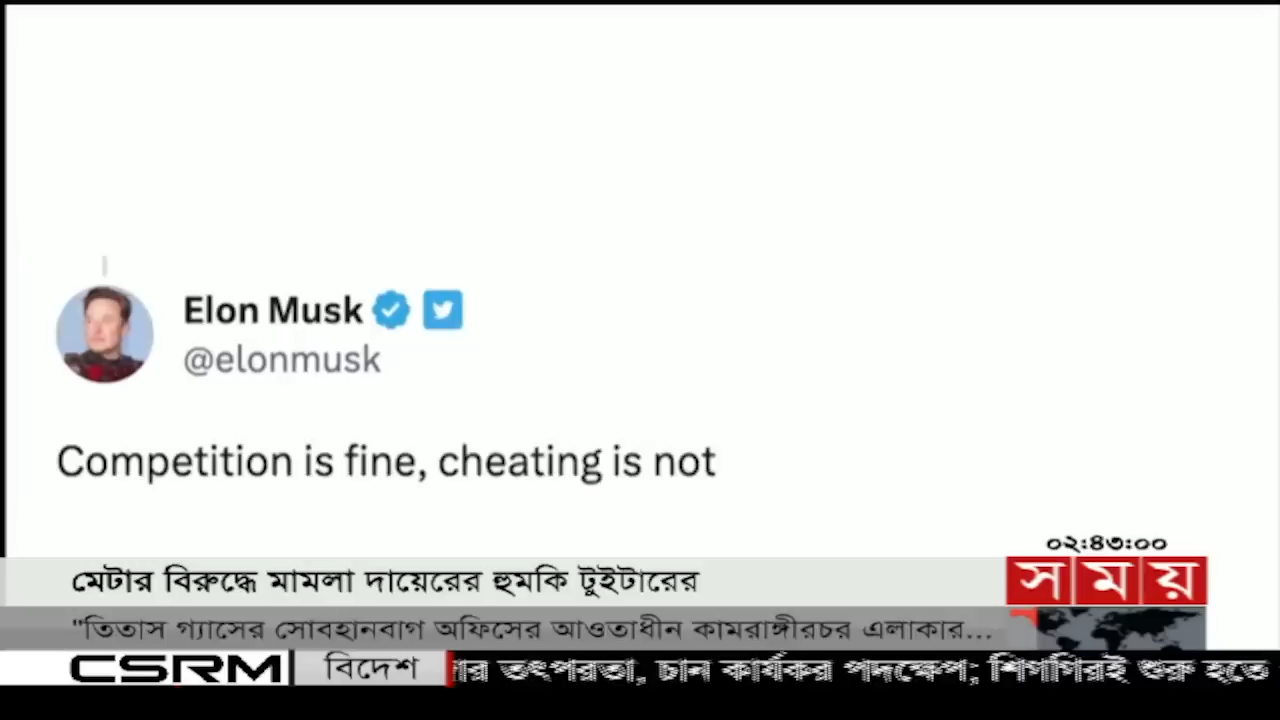 Elon Musk
@elonmusk
Competition is fine, cheating is not
০২:৪৩:০০
মেটার বিরুদ্ধে মামলা দায়েরের হুমকি টুইটারের
সময়
"তিতাস গ্যাসের সোবহানবাগ অফিসের আওতাধীন কামরাঙ্গীরচর এলাকার...
CSRM
বিদেশ
তৎপরতা, চান কার্যকর পদক্ষেপ; শিগগিরই শুরু হতে